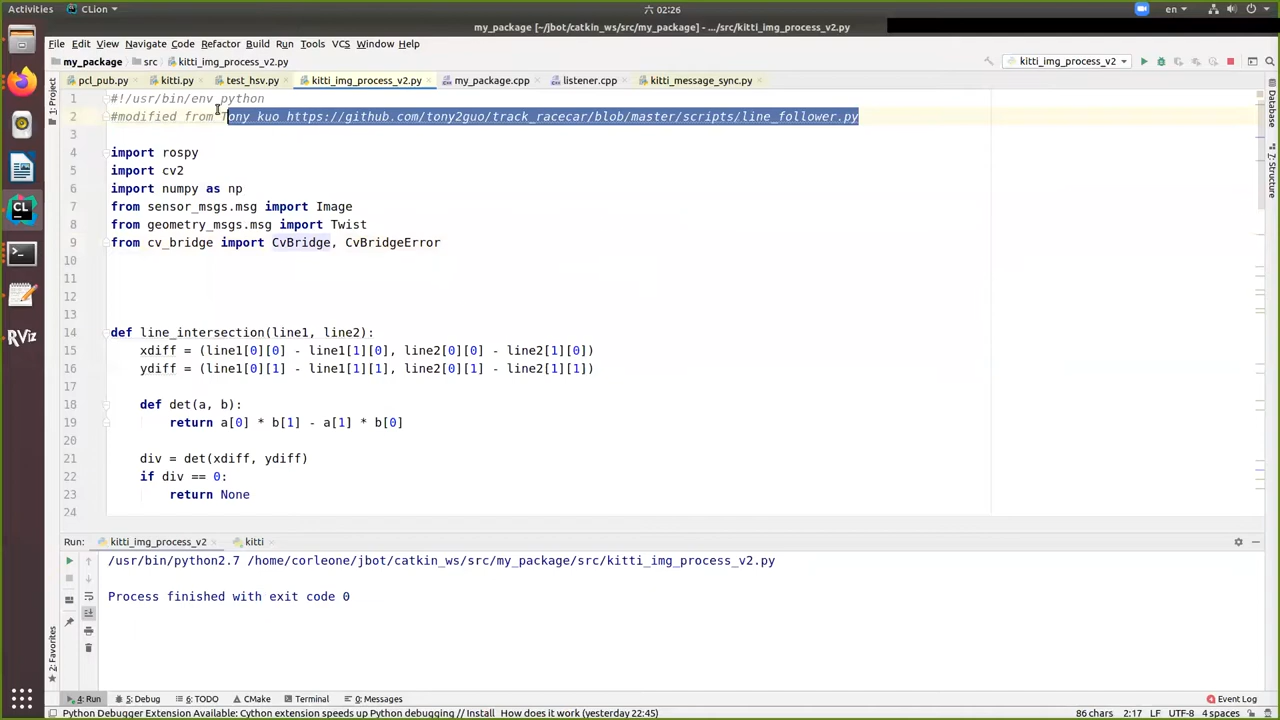 Activities
CLion
六 02:26
en
my_package [~/jbot/catkin_ws/src/my_package] - .../src/kitti_img_process_v2.py
File Edit View Navigate Code Refactor Build Run Tools VCS Window Help
my_package src kitti_img_process_v2.py
kitti_img_process_v2
pcl_pub.py kitti.py test_hsv.py kitti_img_process_v2.py my_package.cpp listener.cpp kitti_message_sync.py
1: Project
Database
Z: Structure
1 #!/usr/bin/env python
2 #modified from Tony kuo https://github.com/tony2guo/track_racecar/blob/master/scripts/line_follower.py
3
4 import rospy
5 import cv2
6 import numpy as np
7 from sensor_msgs.msg import Image
8 from geometry_msgs.msg import Twist
9 from cv_bridge import CvBridge, CvBridgeError
10
11
12
13
14 def line_intersection(line1, line2):
15 xdiff = (line1[0][0] - line1[1][0], line2[0][0] - line2[1][0])
16 ydiff = (line1[0][1] - line1[1][1], line2[0][1] - line2[1][1])
17
18 def det(a, b):
19 return a[0] * b[1] - a[1] * b[0]
20
21 div = det(xdiff, ydiff)
22 if div == 0:
23 return None
24
Run: kitti_img_process_v2 kitti
/usr/bin/python2.7 /home/corleone/jbot/catkin_ws/src/my_package/src/kitti_img_process_v2.py
Process finished with exit code 0
2: Favorites
4: Run 5: Debug 6: TODO CMake Terminal 0: Messages Event Log
Python Debugger Extension Available: Cython extension speeds up Python debugging // Install How does it work (yesterday 22:45) 86 chars 2:17 LF UTF-8 4 spaces
CL
RViz